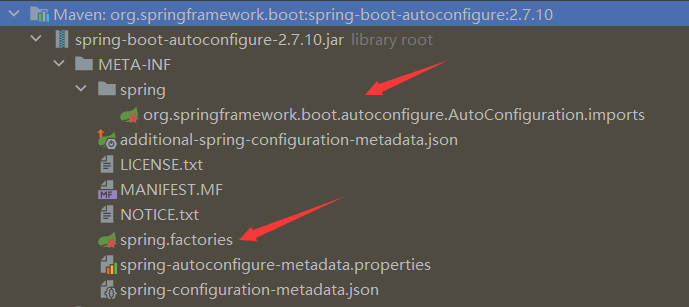 Maven: org.springframework.boot:spring-boot-autoconfigure:2.7.10
spring-boot-autoconfigure-2.7.10.jar library root
META-INF
spring
org.springframework.boot.autoconfigure.AutoConfiguration.imports
additional-spring-configuration-metadata.json
LICENSE.txt
MF MANIFEST.MF
NOTICE.txt
spring.factories
spring-autoconfigure-metadata.properties
spring-configuration-metadata.json